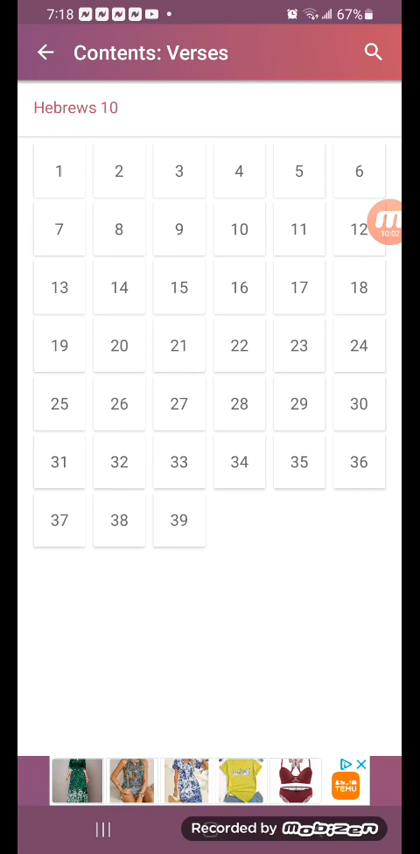 7:18 67%
Contents: Verses
Hebrews 10
1 2 3 4 5 6
7 8 9 10 11 12
10:02
13 14 15 16 17 18
19 20 21 22 23 24
25 26 27 28 29 30
31 32 33 34 35 36
37 38 39
TEMU
Recorded by MOBIZEN